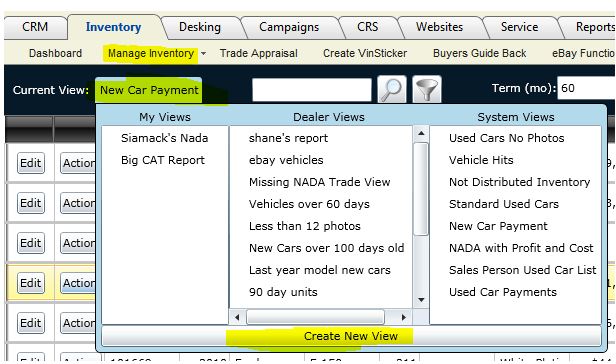 CRM Inventory Desking Campaigns CRS Websites Service Reports
Dashboard Manage Inventory Trade Appraisal Create VinSticker Buyers Guide Back eBay Functio
Current View: New Car Payment Term (mo): 60
My Views Dealer Views System Views
Siamack's Nada shane's report Used Cars No Photos
Edit Action Big CAT Report ebay vehicles Vehicle Hits
Edit Action Missing NADA Trade View Not Distributed Inventory
Edit Action Vehicles over 60 days Standard Used Cars
Edit Action Less than 12 photos New Car Payment
New Cars over 100 days old NADA with Profit and Cost
Edit Action Last year model new cars Sales Person Used Car List
Edit Action 90 day units Used Car Payments
Create New View